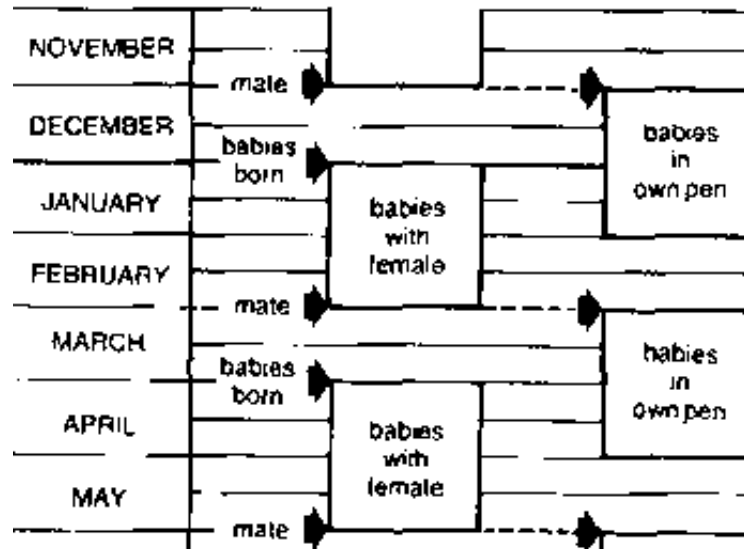 NOVEMBER
mate
DECEMBER
babies
born
babies
in
own pen
JANUARY
babies
with
female
FEBRUARY
mate
MARCH
babies
born
babies
in
own pen
APRIL
babies
with
female
MAY
mate